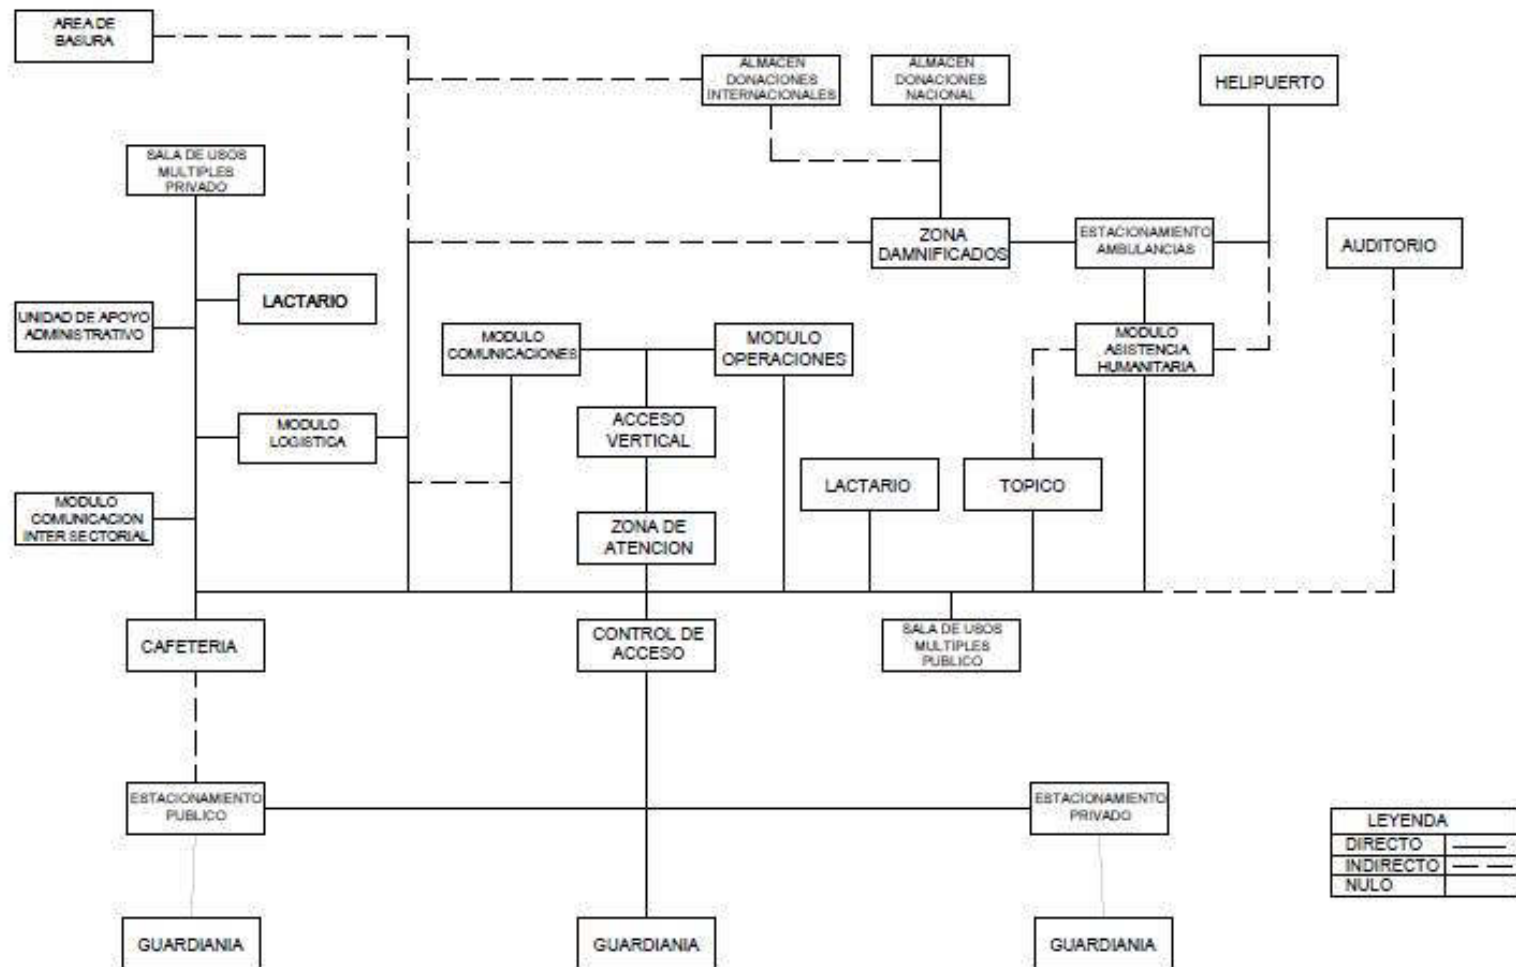 AREA DE
BASURA
ALMACEN
DONACIONES
INTERNACIONALES
ALMACEN
DONACIONES
NACIONAL
HELIPUERTO
SALA DE USOS
MULTIPLES
PRIVADO
ZONA
DAMNIFICADOS
ESTACIONAMIENTO
AMBULANCIAS
AUDITORIO
LACTARIO
UNIDAD DE APOYO
ADMINISTRATIVO
MODULO
COMUNICACIONES
MODULO
OPERACIONES
MODULO
ASISTENCIA
HUMANITARIA
MODULO
LOGISTICA
ACCESO
VERTICAL
LACTARIO
TOPICO
MODULO
COMUNICACION
INTERSECTORIAL
ZONA DE
ATENCION
CAFETERIA
CONTROL DE
ACCESO
SALA DE USOS
MULTIPLES
PUBLICO
ESTACIONAMIENTO
PUBLICO
ESTACIONAMIENTO
PRIVADO
LEYENDA
DIRECTO
INDIRECTO
NULO
GUARDIANIA
GUARDIANIA
GUARDIANIA